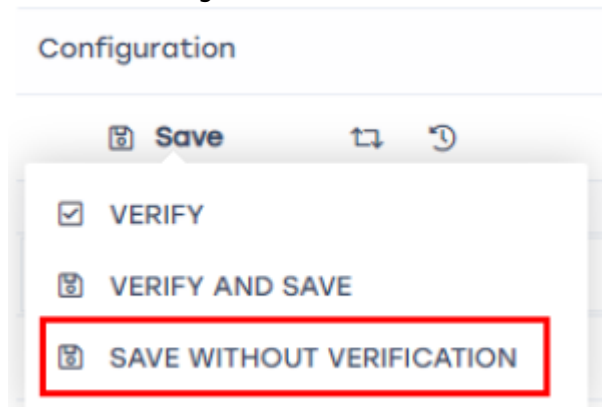 Configuration
Save
VERIFY
VERIFY AND SAVE
SAVE WITHOUT VERIFICATION